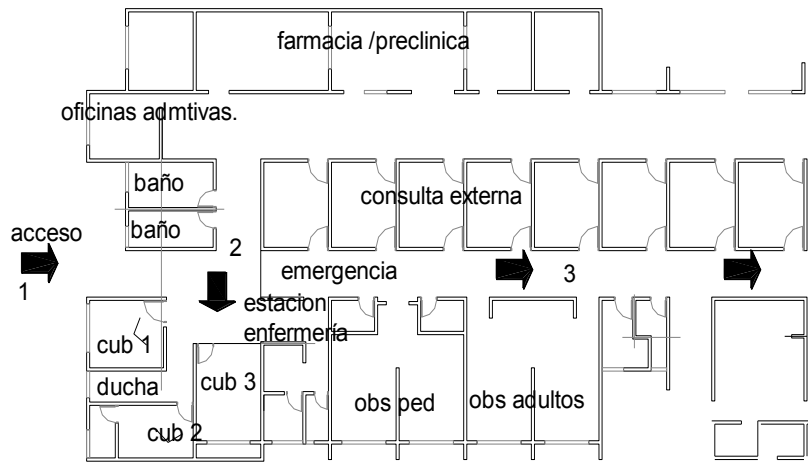 farmacia /preclinica
oficinas admtivas.
baño
consulta externa
baño
acceso
2
emergencia
3
1
estacion
enfermería
cub 1
cub 3
ducha
obs ped
obs adultos
cub 2